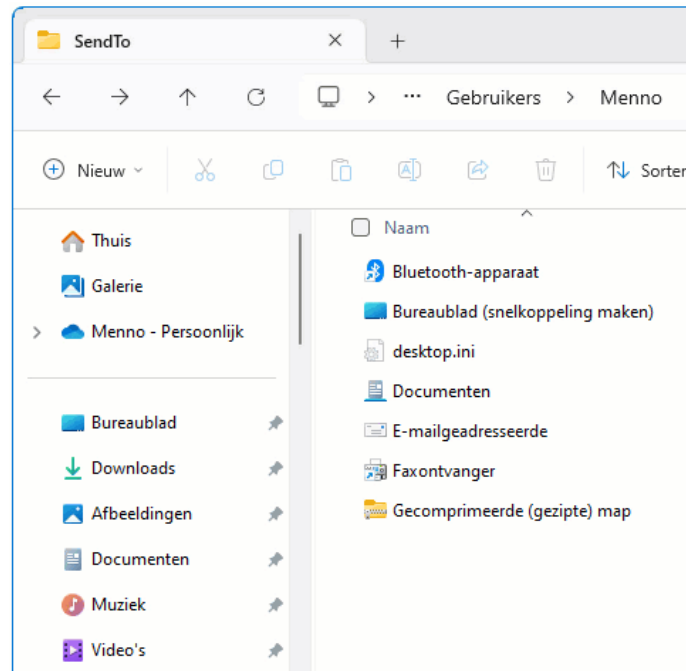 SendTo
Gebruikers > Menno
Nieuw
Sorter
Thuis
Galerie
Menno - Persoonlijk
Bureaublad
Downloads
Afbeeldingen
Documenten
Muziek
Video's
Naam
Bluetooth-apparaat
Bureaublad (snelkoppeling maken)
desktop.ini
Documenten
E-mailgeadresseerde
Faxontvanger
Gecomprimeerde (gezipte) map